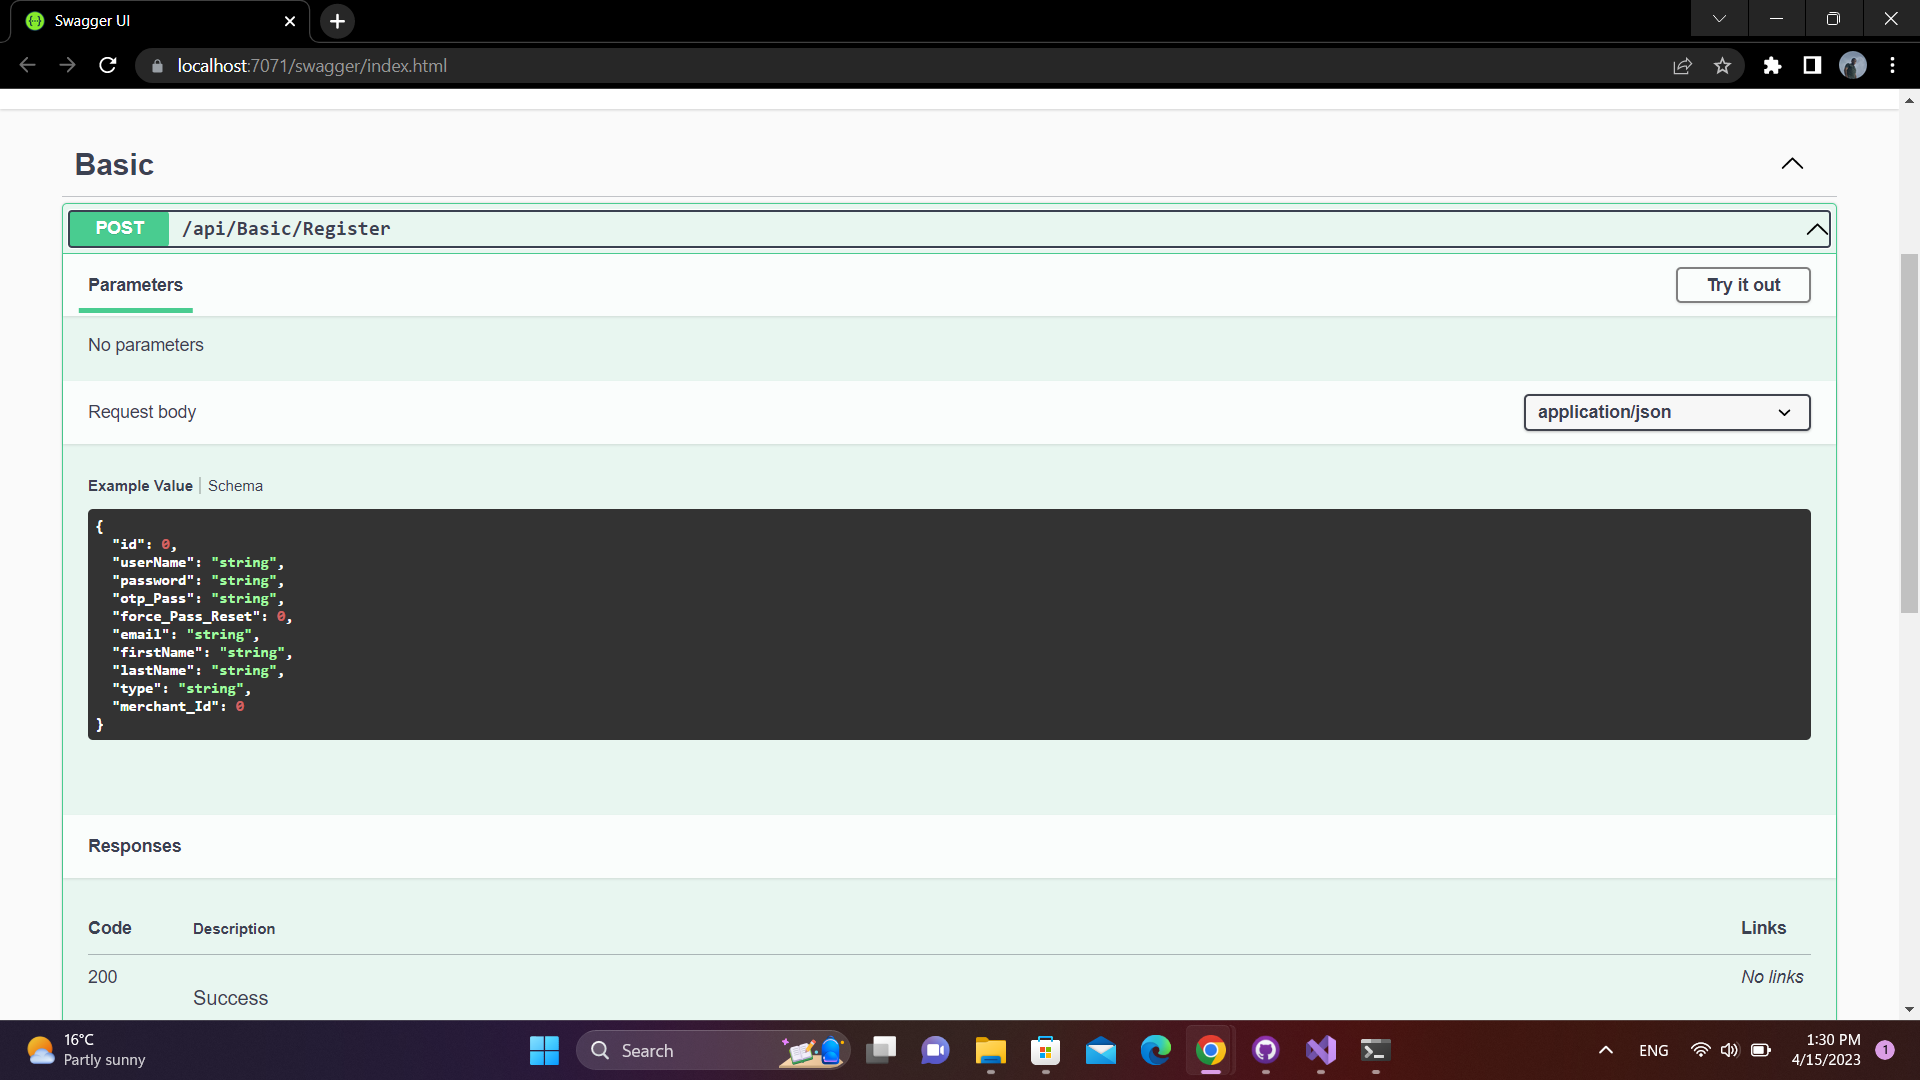 Swagger UI
localhost:7071/swagger/index.html
Basic
POST /api/Basic/Register
Parameters
Try it out
No parameters
Request body
application/json
Example Value | Schema
{
"id": 0,
"userName": "string",
"password": "string",
"otp_Pass": "string",
"force_Pass_Reset": 0,
"email": "string",
"firstName": "string",
"lastName": "string",
"type": "string",
"merchant_Id": 0
}
Responses
Code Description Links
200 No links
Success
16°C
Partly sunny
Search
ENG
1:30 PM
4/15/2023
1